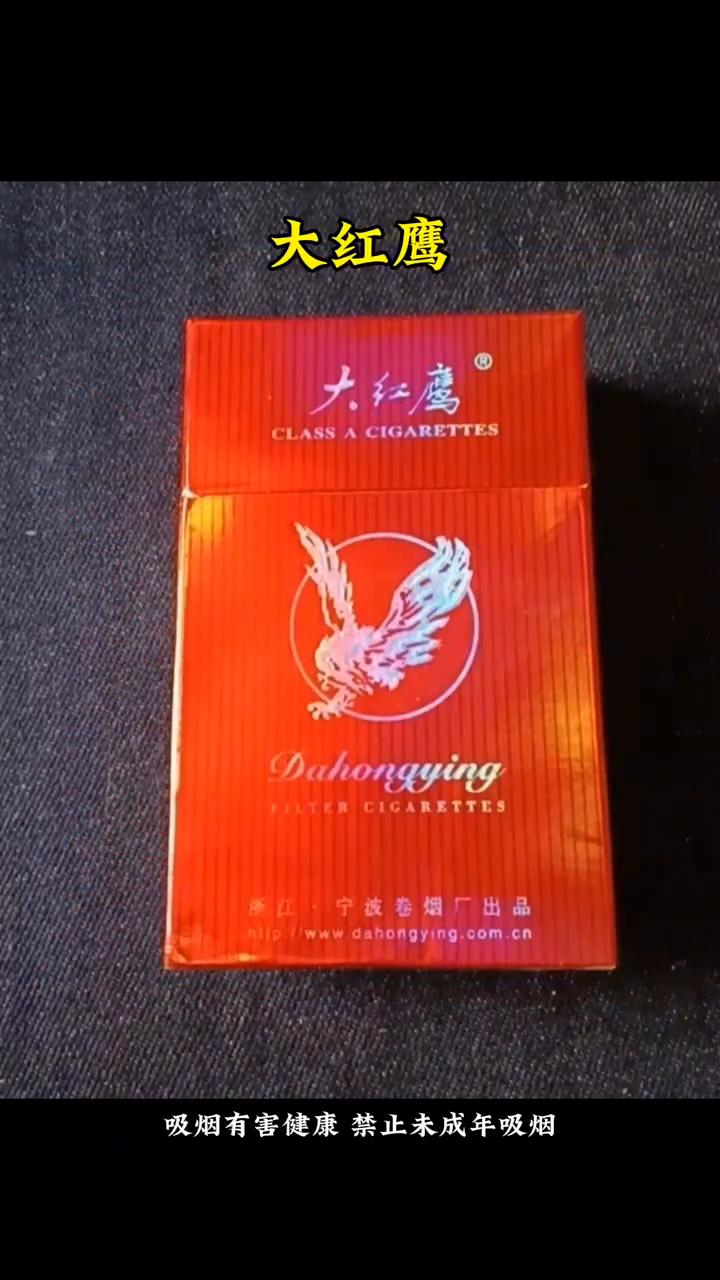 大红鹰
大红鹰®
CLASS A CIGARETTES
Dahongying
FILTER CIGARETTES
浙江·宁波卷烟厂出品
http://www.dahongying.com.cn
吸烟有害健康 禁止未成年吸烟